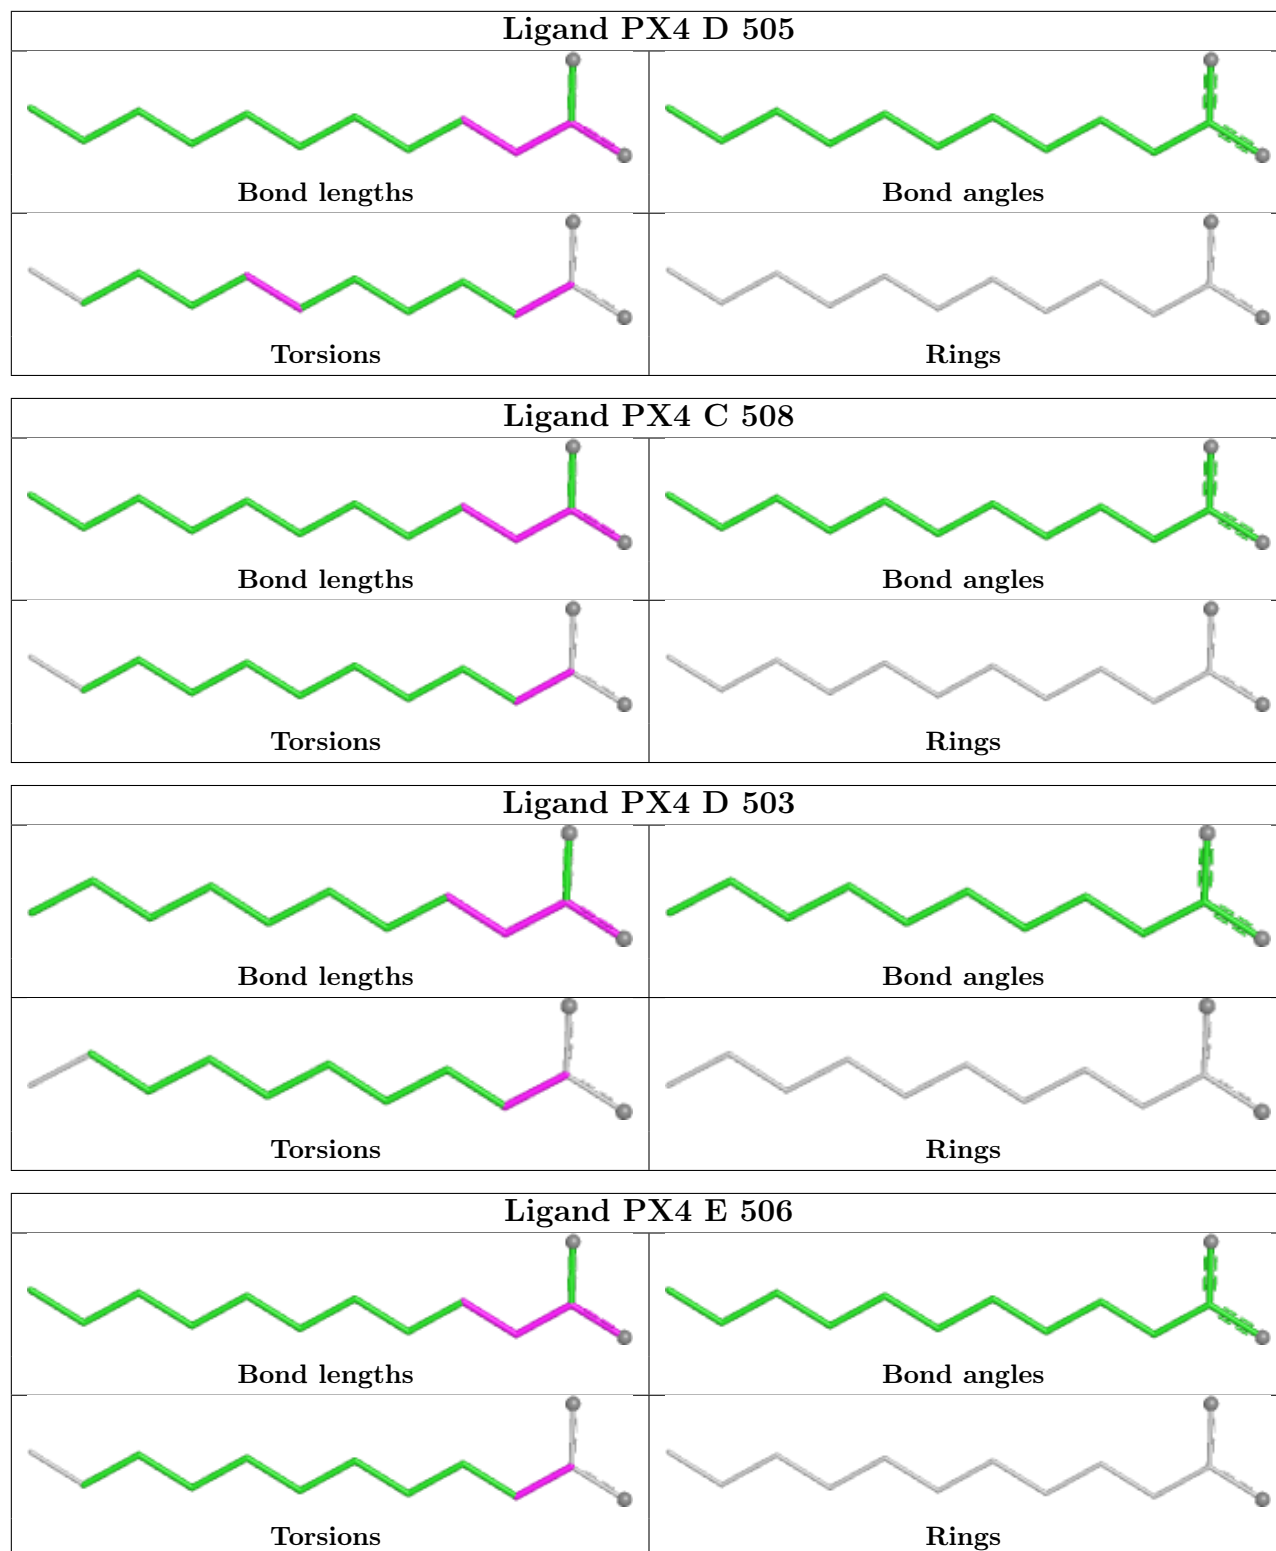 Ligand PX4 D 505
Bond lengths
Bond angles
Torsions
Rings
Ligand PX4 C 508
Bond lengths
Bond angles
Torsions
Rings
Ligand PX4 D 503
Bond lengths
Bond angles
Torsions
Rings
Ligand PX4 E 506
Bond lengths
Bond angles
Torsions
Rings